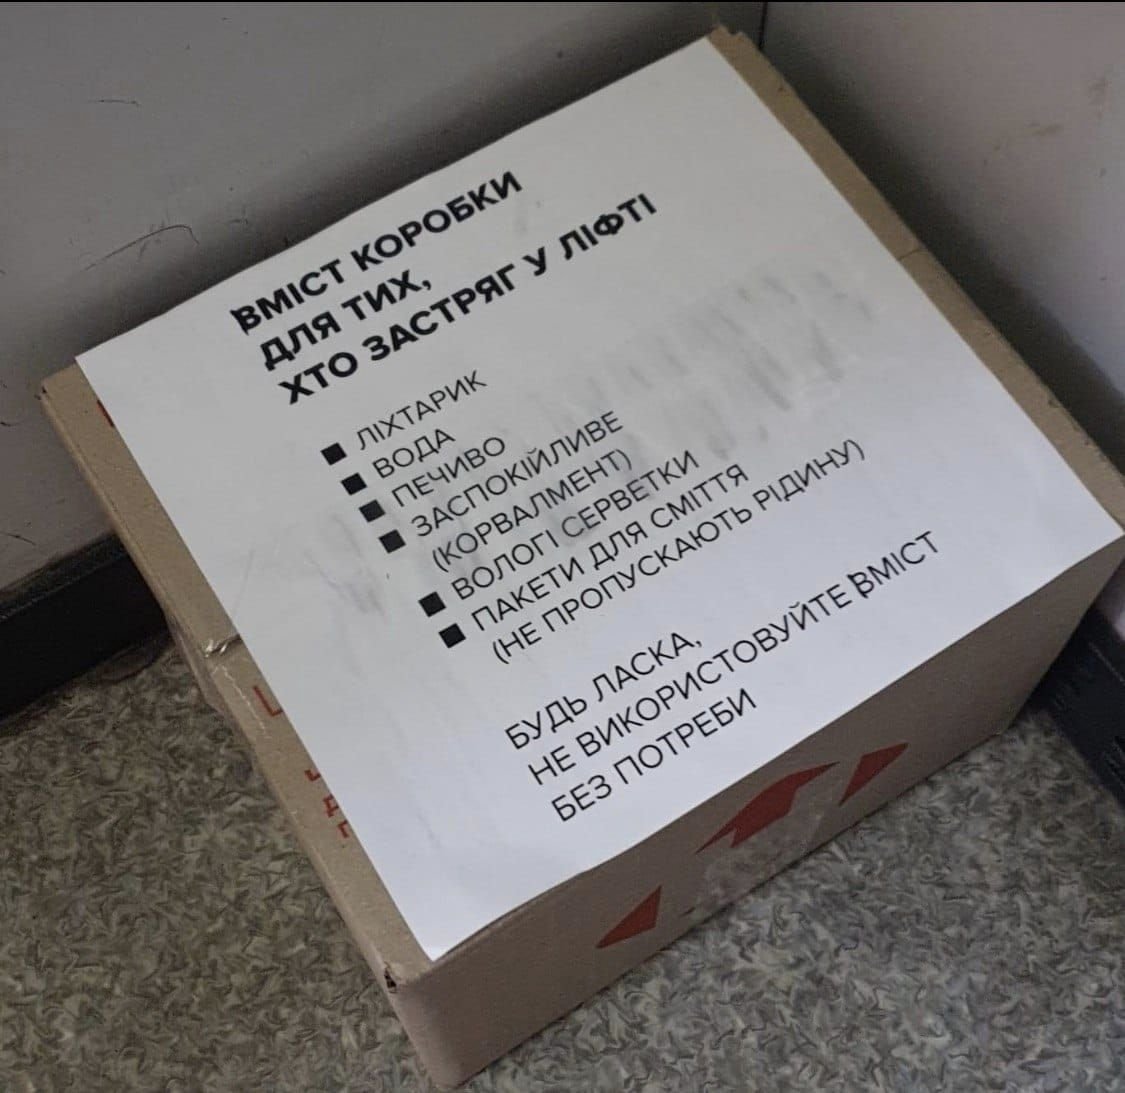 ВМІСТ КОРОБКИ
ДЛЯ ТИХ,
ХТО ЗАСТРЯГ У ЛІФТІ
■ ЛІХТАРИК
■ ВОДА
■ ПЕЧИВО
■ ЗАСПОКІЙЛИВЕ
(КОРВАЛМЕНТ)
■ ВОЛОГІ СЕРВЕТКИ
■ ПАКЕТИ ДЛЯ СМІТТЯ
(НЕ ПРОПУСКАЮТЬ РІДИНУ)
БУДЬ ЛАСКА,
НЕ ВИКОРИСТОВУЙТЕ ВМІСТ
БЕЗ ПОТРЕБИ